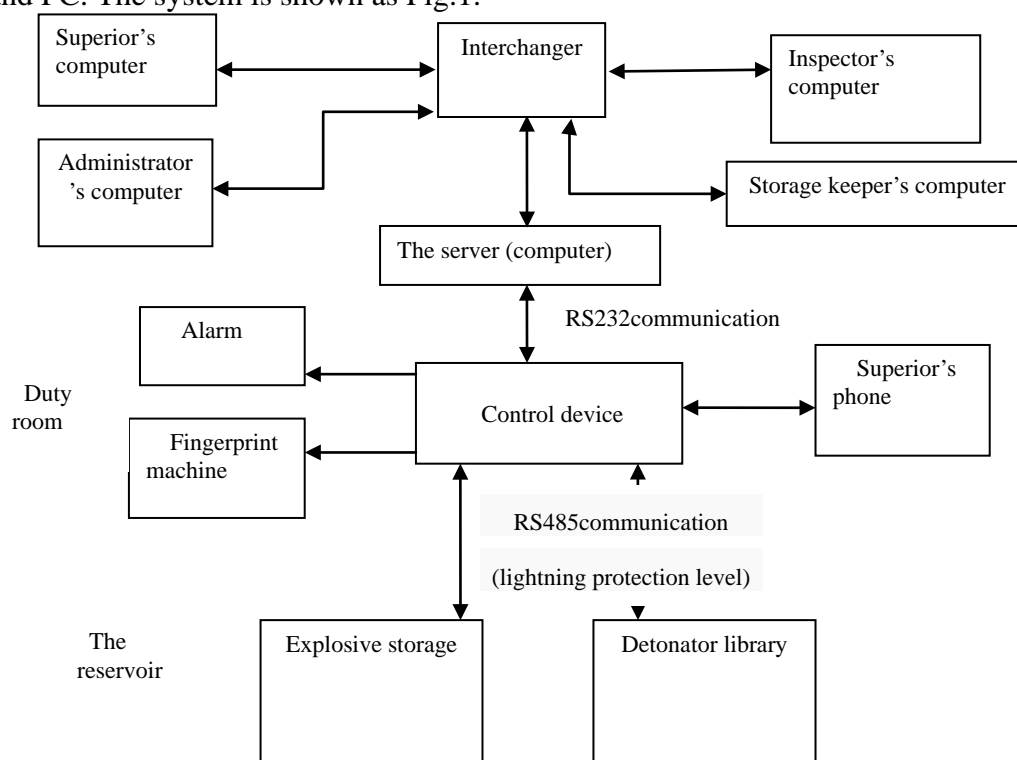 and PC. The system is shown as Fig.1.
Superior's
computer
Interchanger
Inspector's
computer
Administrator
's computer
Storage keeper's computer
The server (computer)
RS232communication
Alarm
Superior's
phone
Duty
room
Control device
Fingerprint
machine
RS485communication
(lightning protection level)
The
reservoir
Explosive storage
Detonator library